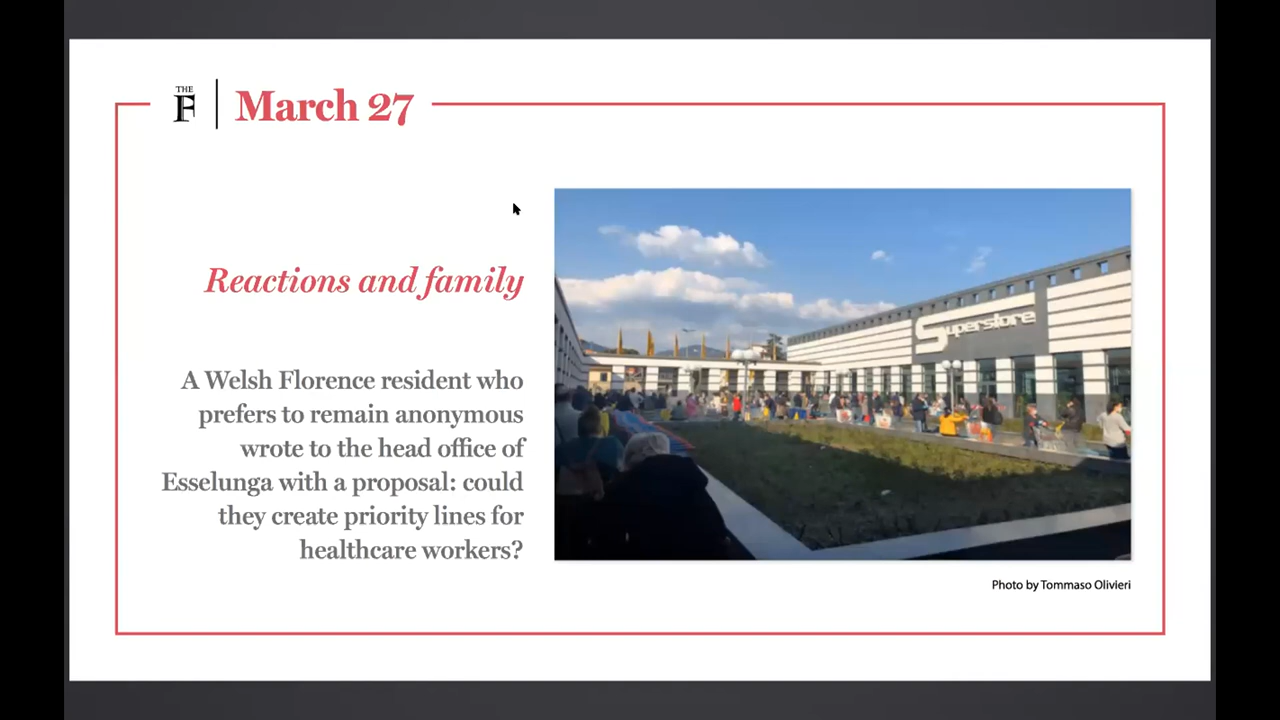 THE
F
March 27
Reactions and family
A Welsh Florence resident who
prefers to remain anonymous
wrote to the head office of
Esselunga with a proposal: could
they create priority lines for
healthcare workers?
Superstore
Photo by Tommaso Olivieri